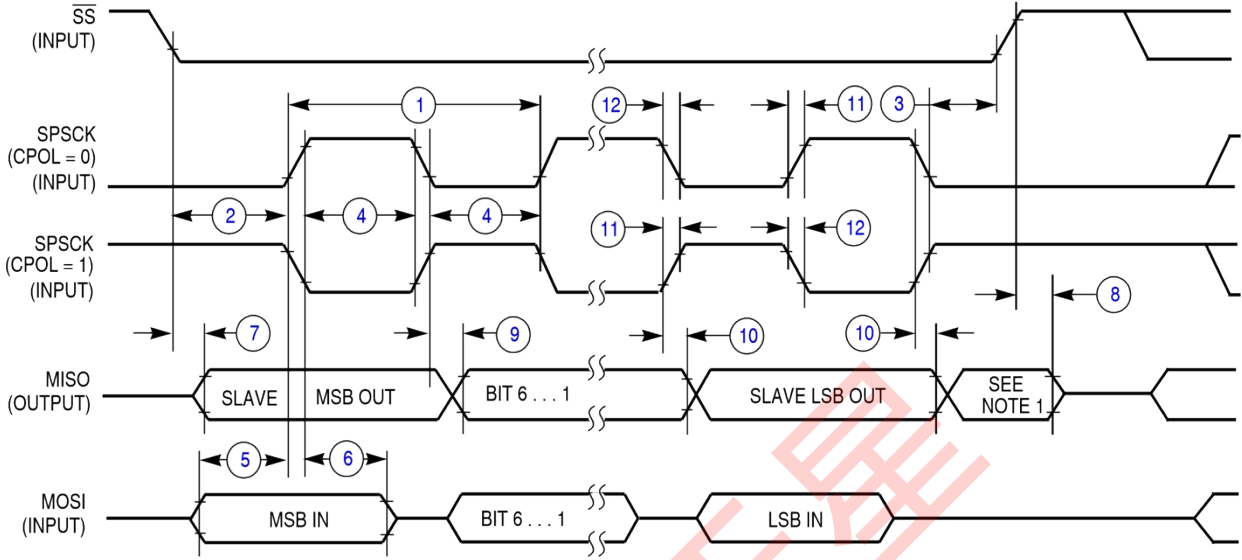 SS
(INPUT)
1
12
11
3
SPSCK
(CPOL = 0)
(INPUT)
2
4
4
SPSCK
(CPOL = 1)
(INPUT)
11
12
8
7
9
10
10
MISO
(OUTPUT)
SLAVE
MSB OUT
BIT 6 . . . 1
SLAVE LSB OUT
SEE
NOTE 1
5
6
MOSI
(INPUT)
MSB IN
BIT 6 . . . 1
LSB IN